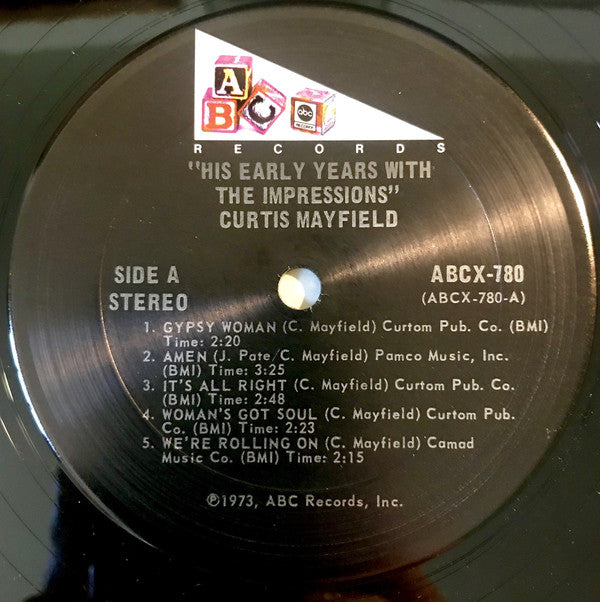 A
B C abc
RECORDS
"HIS EARLY YEARS WITH
THE IMPRESSIONS"
CURTIS MAYFIELD
SIDE A
STEREO
ABCX-780
(ABCX-780-A)
1. GYPSY WOMAN (C. Mayfield) Curtom Pub. Co. (BMI)
Time: 2:20
2. AMEN (J. Pate/C. Mayfield) Pamco Music, Inc.
(BMI) Time: 3:25
3. IT'S ALL RIGHT (C. Mayfield) Curtom Pub. Co.
(BMI) Time: 2:48
4. WOMAN'S GOT SOUL (C. Mayfield) Curtom Pub.
Co. (BMI) Time: 2:23
5. WE'RE ROLLING ON (C. Mayfield) Camad
Music Co. (BMI) Time: 2:15
℗1973, ABC Records, Inc.